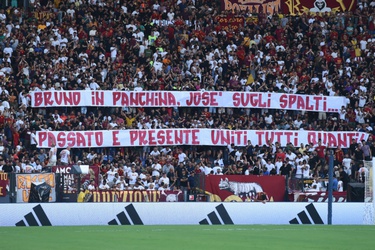 BRUNO IN PANCHINA, JOSE' SUGLI SPALTI...
PASSATO E PRESENTE UNITI TUTTI QUANTI